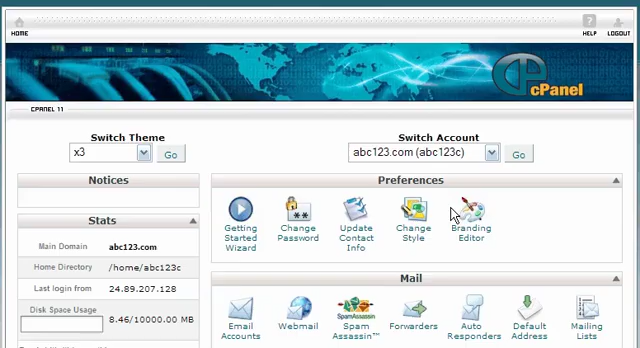 HOME
HELP
LOGOUT
cPanel
CPANEL 11
Switch Theme
x3
Go
Switch Account
abc123.com (abc123c)
Go
Notices
Stats
Main Domain
abc123.com
Home Directory
/home/abc123c
Last login from
24.89.207.128
Disk Space Usage
8.46/10000.00 MB
Preferences
Getting
Started
Wizard
Change
Password
Update
Contact
Info
Change
Style
Branding
Editor
Mail
Email
Accounts
Webmail
SpamAssassin
Spam
Assassin™
Forwarders
Auto
Responders
Default
Address
Mailing
Lists